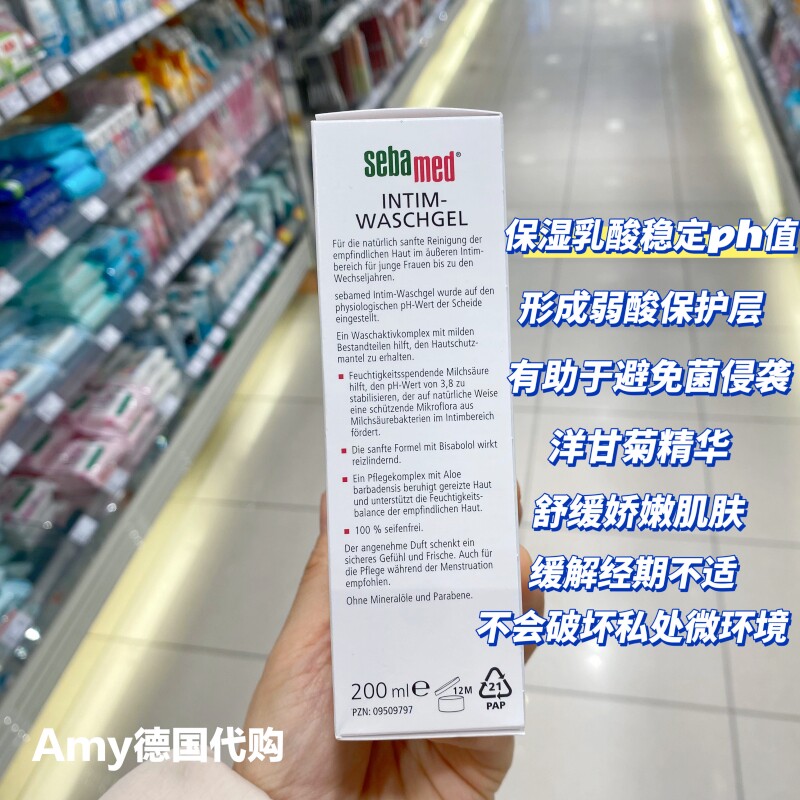 sebamed®
INTIM-
WASCHGEL
Für die natürlich sanfte Reinigung der
empfindlichen Haut im äußeren Intim-
bereich für junge Frauen bis zu den
Wechseljahren.
sebamed Intim-Waschgel wurde auf den
physiologischen pH-Wert der Scheide
eingestellt.
Ein Waschaktivkomplex mit milden
Bestandteilen hilft, den Hautschutz-
mantel zu erhalten.
Feuchtigkeitsspendende Milchsäure
hilft, den pH-Wert von 3,8 zu
stabilisieren, der auf natürliche Weise
eine schützende Mikroflora aus
Milchsäurebakterien im Intimbereich
fördert.
Die sanfte Formel mit Bisabolol wirkt
reizlindernd.
Ein Pflegekomplex mit Aloe
barbadensis beruhigt gereizte Haut
und unterstützt die Feuchtigkeits-
balance der empfindlichen Haut.
100 % seifenfrei.
Der angenehme Duft schenkt ein
sicheres Gefühl und Frische. Auch für
die Pflege während der Menstruation
empfohlen.
Ohne Mineralöle und Parabene.
200 ml e
12M
21
PAP
PZN: 09509797
保湿乳酸稳定ph值
形成弱酸保护层
有助于避免菌侵袭
洋甘菊精华
舒缓娇嫩肌肤
缓解经期不适
不会破坏私处微环境
Amy德国代购